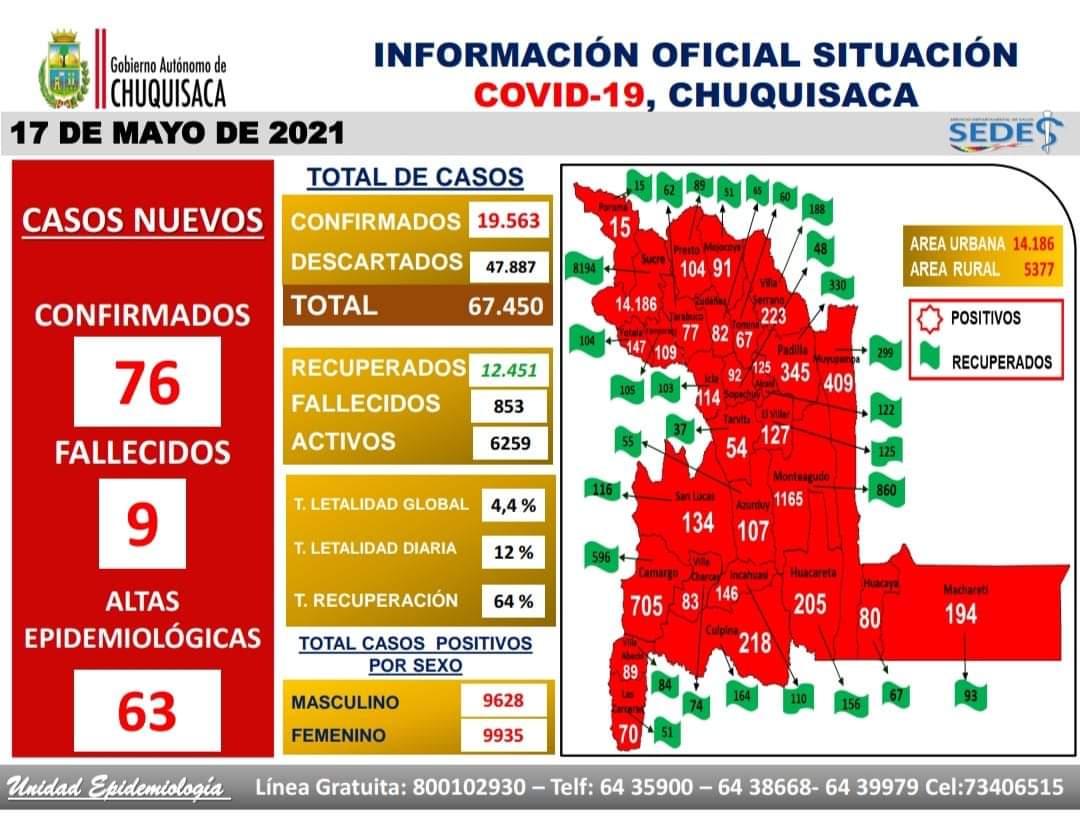 Gobierno Autónomo de
CHUQUISACA
INFORMACIÓN OFICIAL SITUACIÓN
COVID-19, CHUQUISACA
17 DE MAYO DE 2021
SERVICIO DEPARTAMENTAL DE SALUD
SEDES
CASOS NUEVOS
CONFIRMADOS
76
FALLECIDOS
9
ALTAS
EPIDEMIOLÓGICAS
63
TOTAL DE CASOS
CONFIRMADOS 19.563
DESCARTADOS 47.887
TOTAL 67.450
RECUPERADOS 12.451
FALLECIDOS 853
ACTIVOS 6259
T. LETALIDAD GLOBAL 4,4 %
T. LETALIDAD DIARIA 12 %
T. RECUPERACIÓN 64 %
TOTAL CASOS POSITIVOS
POR SEXO
MASCULINO 9628
FEMENINO 9935
AREA URBANA 14.186
AREA RURAL 5377
POSITIVOS
RECUPERADOS
15
62
89
51
65
60
188
48
330
8194
104
105
103
299
122
125
860
37
55
116
596
84
51
74
164
110
156
67
93
Poroma
15
Sucre
14.186
Presto
104
Mojocoya
91
Zudañez
82
Villa
Serrano
223
Tarabuco
77
Tomina
67
Yotala
147
Yamparaez
109
Icla
114
Sopachuy
92
Alcalá
125
Padilla
345
Muyupampa
409
Tarvita
54
El Villar
127
Monteagudo
1165
San Lucas
134
Azurduy
107
Camargo
705
Villa
Charcas
83
Incahuasi
146
Huacareta
205
Huacaya
80
Machareti
194
Culpina
218
Villa
Abecia
89
Las
Carreras
70
Unidad Epidemiología
Línea Gratuita: 800102930 – Telf: 64 35900 – 64 38668- 64 39979 Cel:73406515